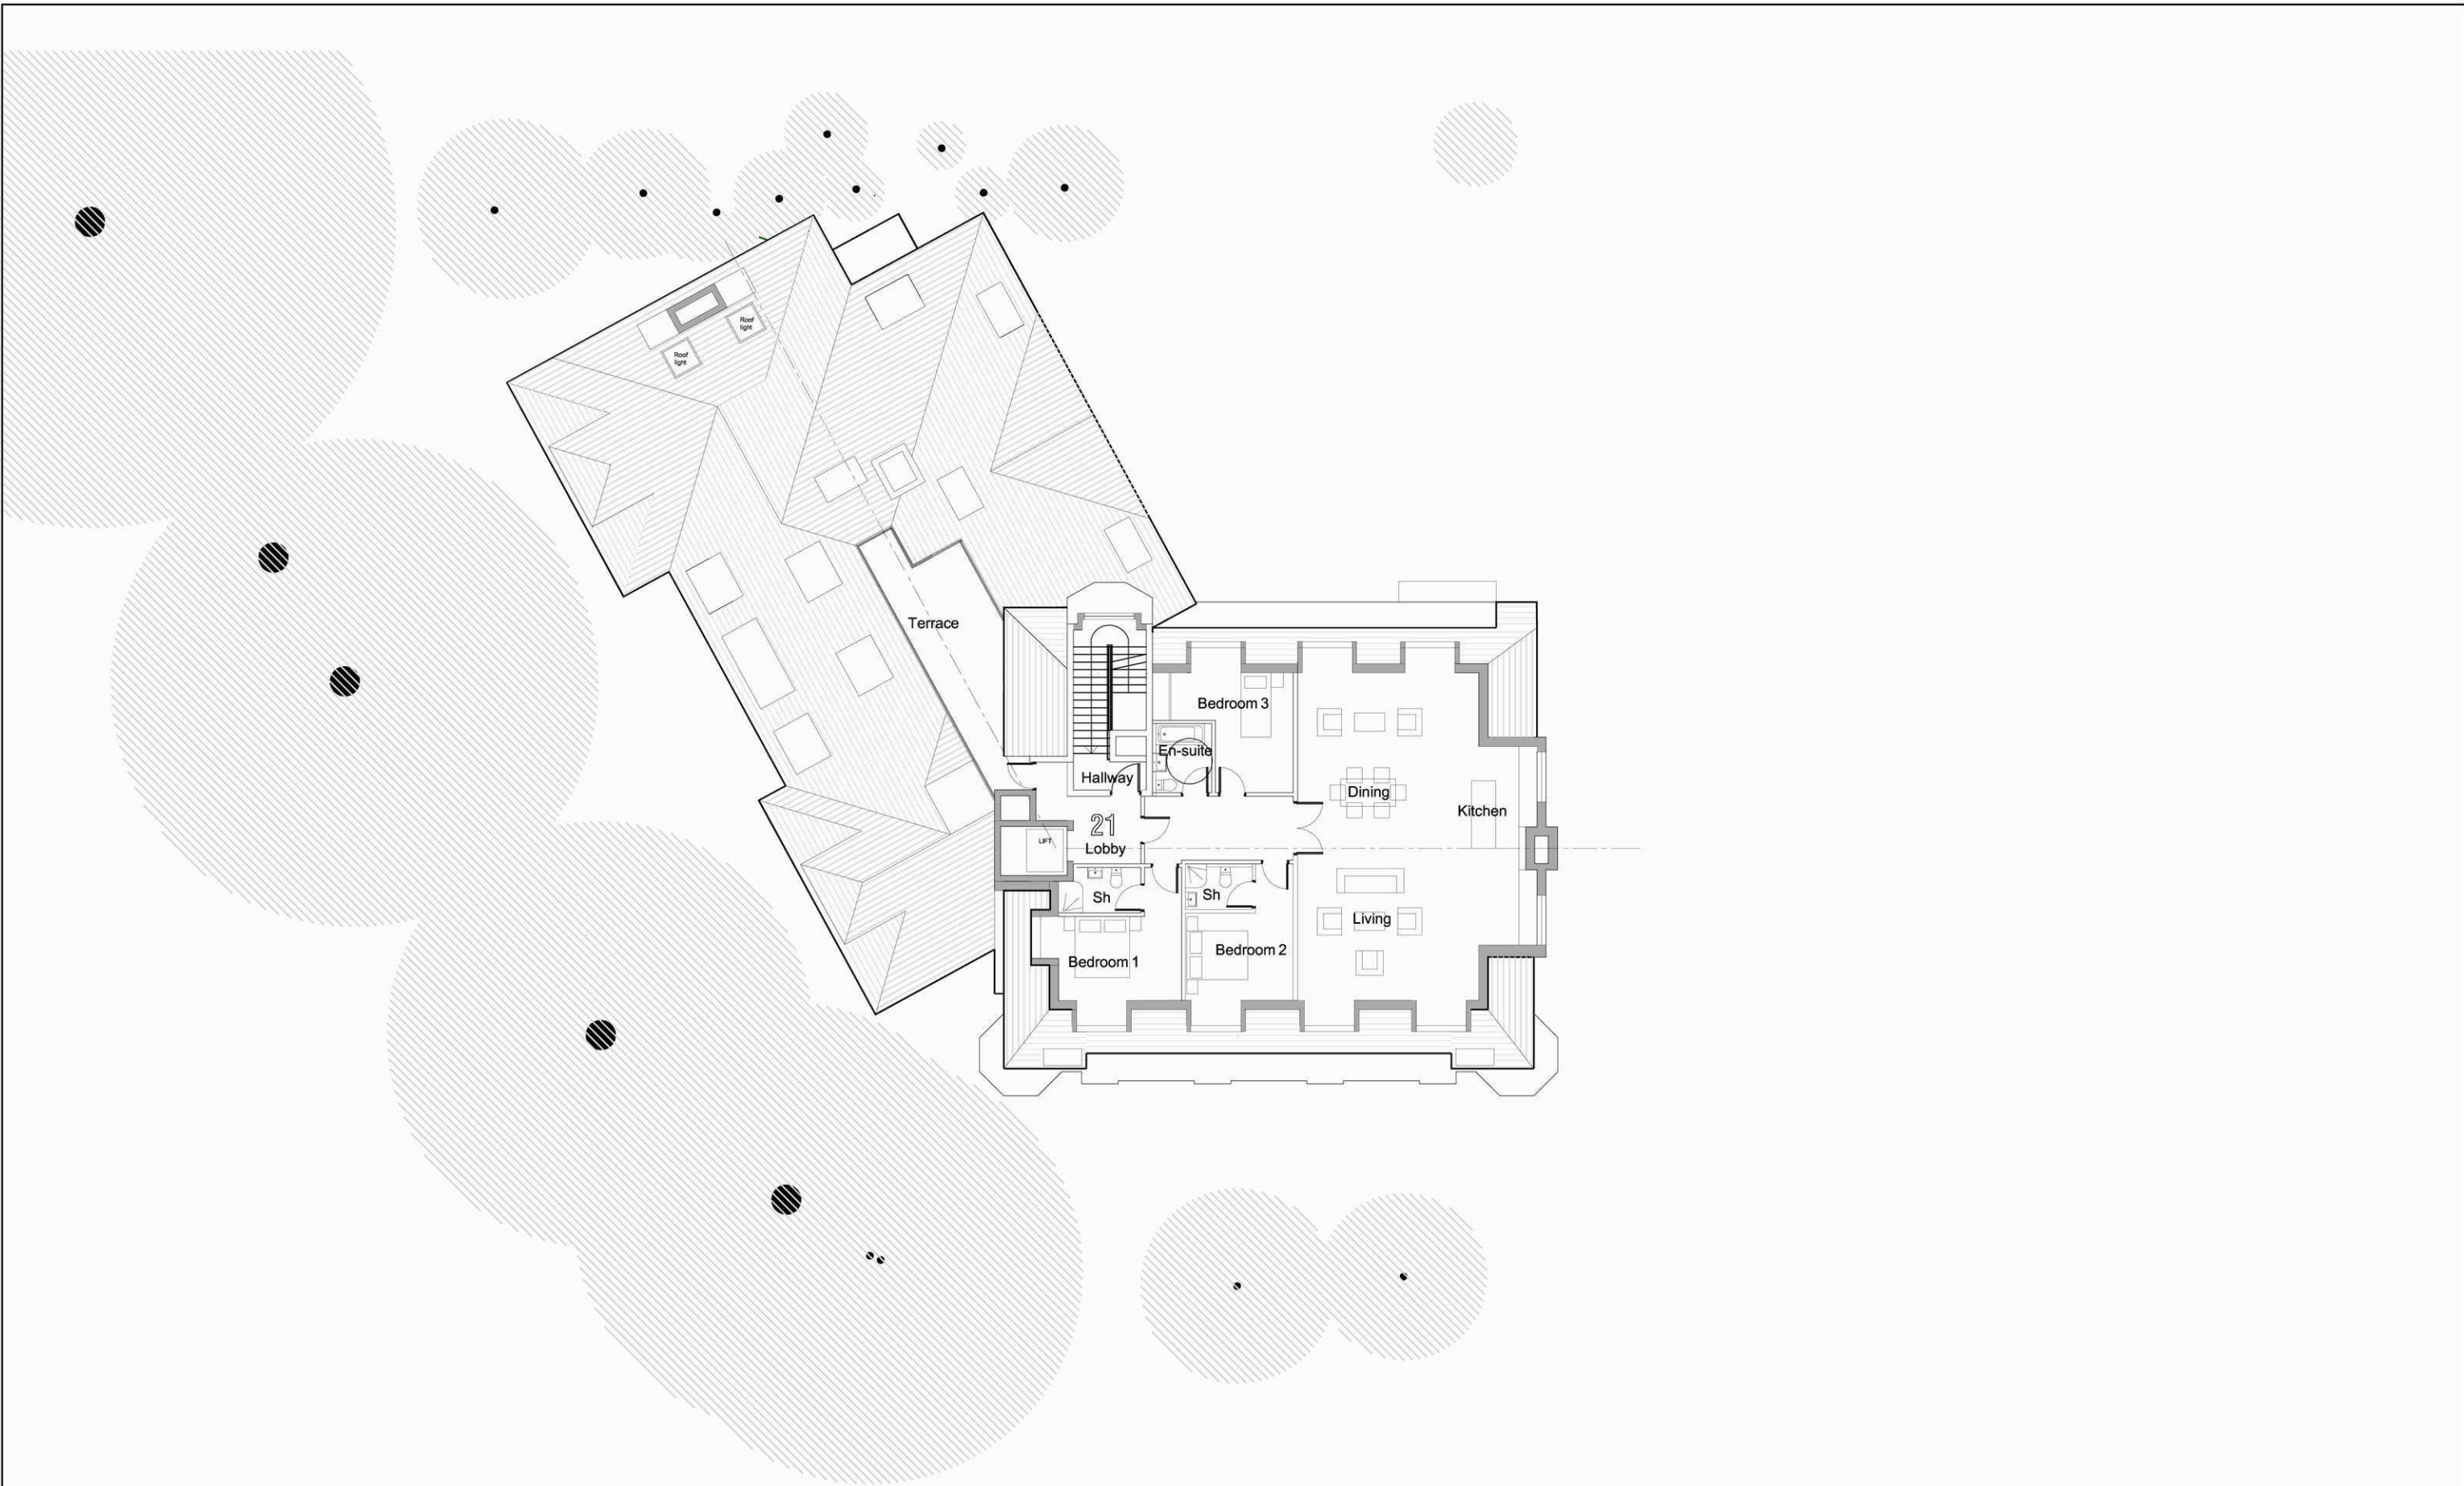 Roof
light
Roof
light
Terrace
Bedroom 3
En-suite
Hallway
Dining
Kitchen
21
LIFT
Lobby
Sh
Sh
Living
Bedroom 2
Bedroom 1